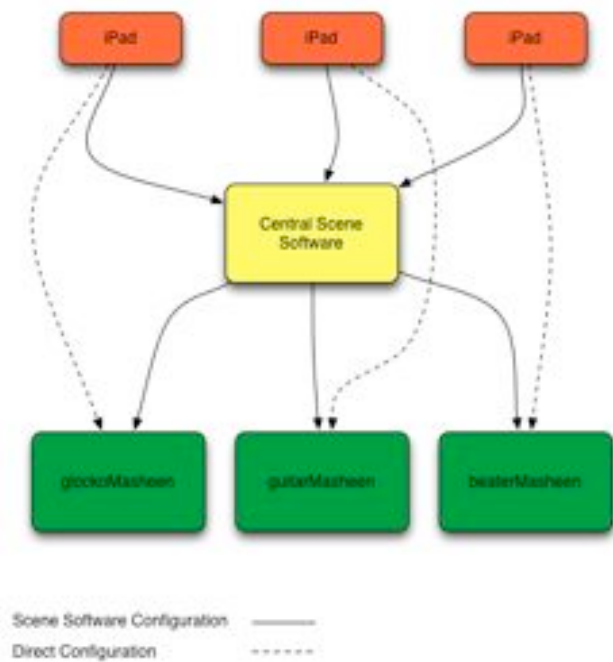 iPad
iPad
iPad
Central Scene
Software
glockoMasheen
guitarMasheen
beaterMasheen
Scene Software Configuration
Direct Configuration